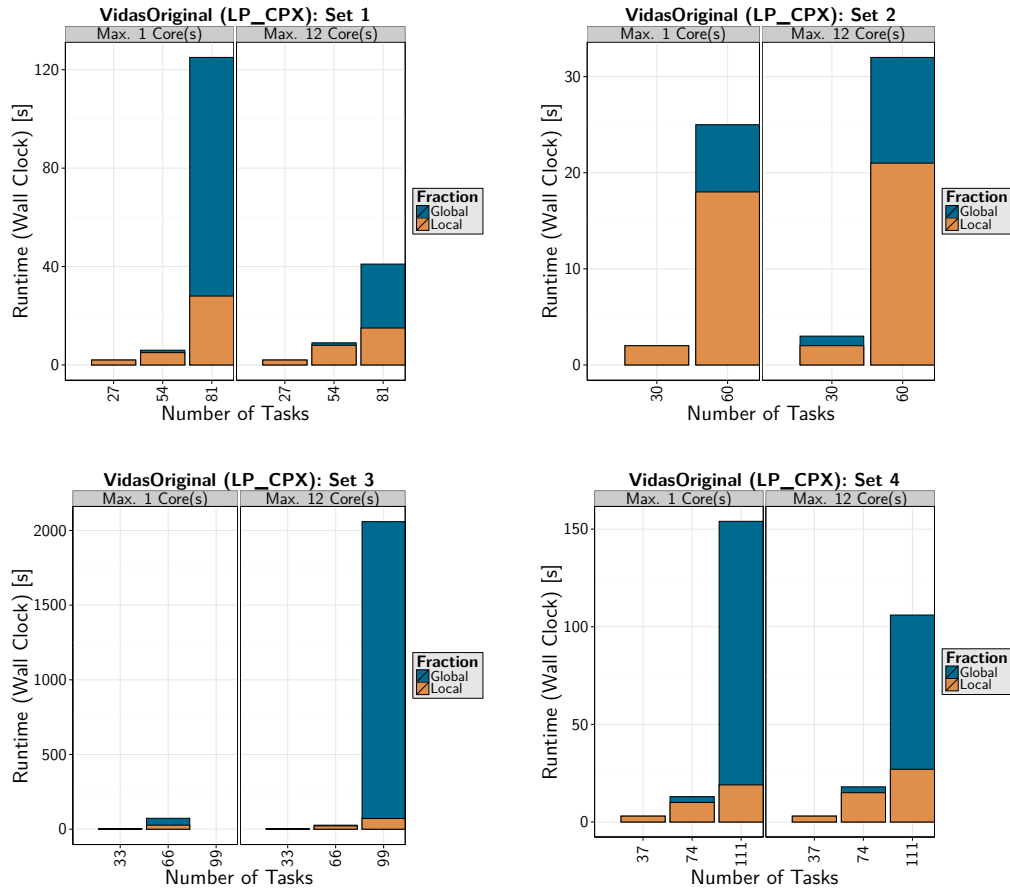 VidasOriginal (LP_CPX): Set 1
Max. 1 Core(s)
Max. 12 Core(s)
Runtime (Wall Clock) [s]
120
80
40
0
27
54
81
27
54
81
Number of Tasks
Fraction
Global
Local
VidasOriginal (LP_CPX): Set 2
Max. 1 Core(s)
Max. 12 Core(s)
Runtime (Wall Clock) [s]
30
20
10
0
30
60
30
60
Number of Tasks
Fraction
Global
Local
VidasOriginal (LP_CPX): Set 3
Max. 1 Core(s)
Max. 12 Core(s)
Runtime (Wall Clock) [s]
2000
1500
1000
500
0
33
66
99
33
66
99
Number of Tasks
Fraction
Global
Local
VidasOriginal (LP_CPX): Set 4
Max. 1 Core(s)
Max. 12 Core(s)
Runtime (Wall Clock) [s]
150
100
50
0
37
74
111
37
74
111
Number of Tasks
Fraction
Global
Local